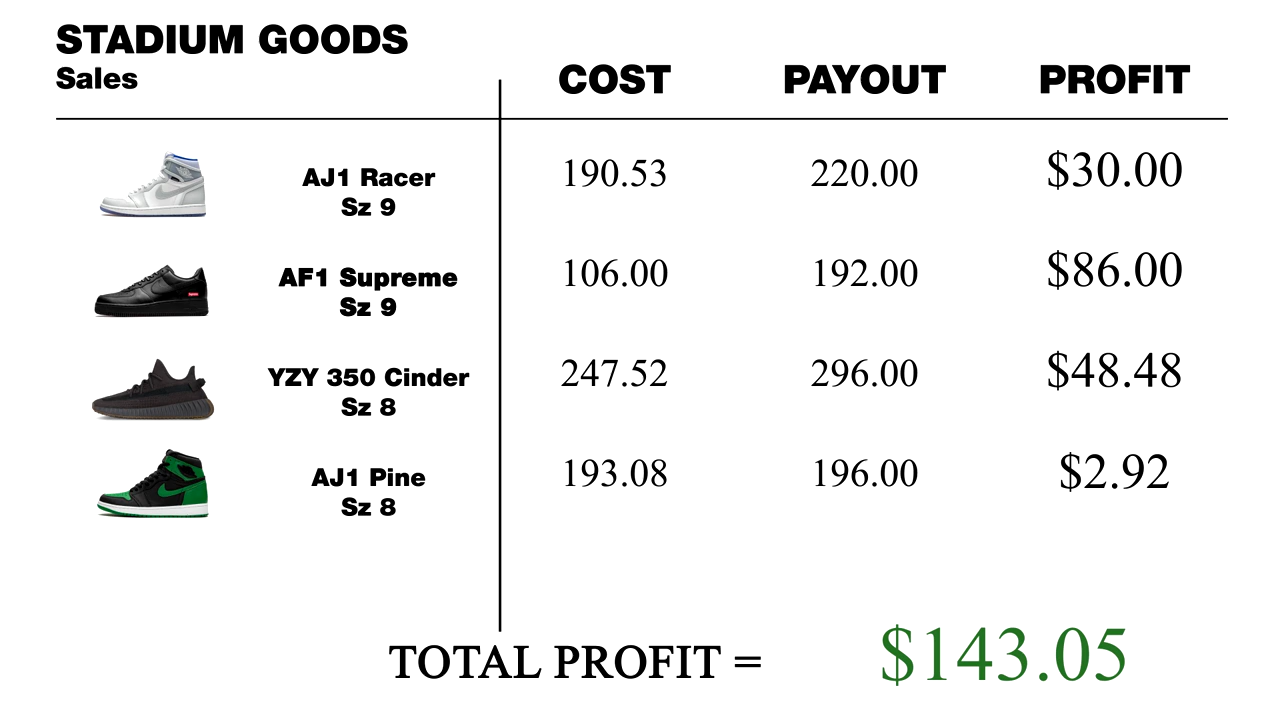 STADIUM GOODS
Sales
COST PAYOUT PROFIT
AJ1 Racer 190.53 220.00 $30.00
Sz 9
AF1 Supreme 106.00 192.00 $86.00
Sz 9
YZY 350 Cinder 247.52 296.00 $48.48
Sz 8
AJ1 Pine 193.08 196.00 $2.92
Sz 8
TOTAL PROFIT = $143.05